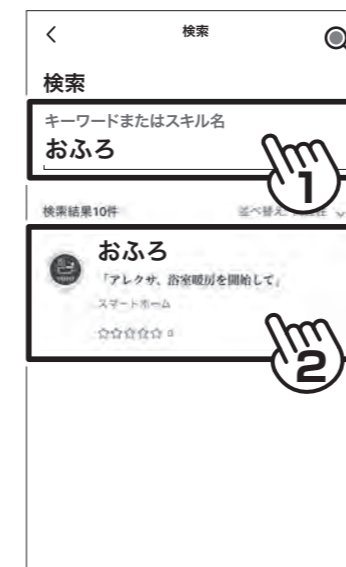 検索
検索
キーワードまたはスキル名
おふろ
1
検索結果10件
並べ替え:
おふろ
「アレクサ、浴室暖房を開始して」
スマートホーム
☆☆☆☆☆ 0
2